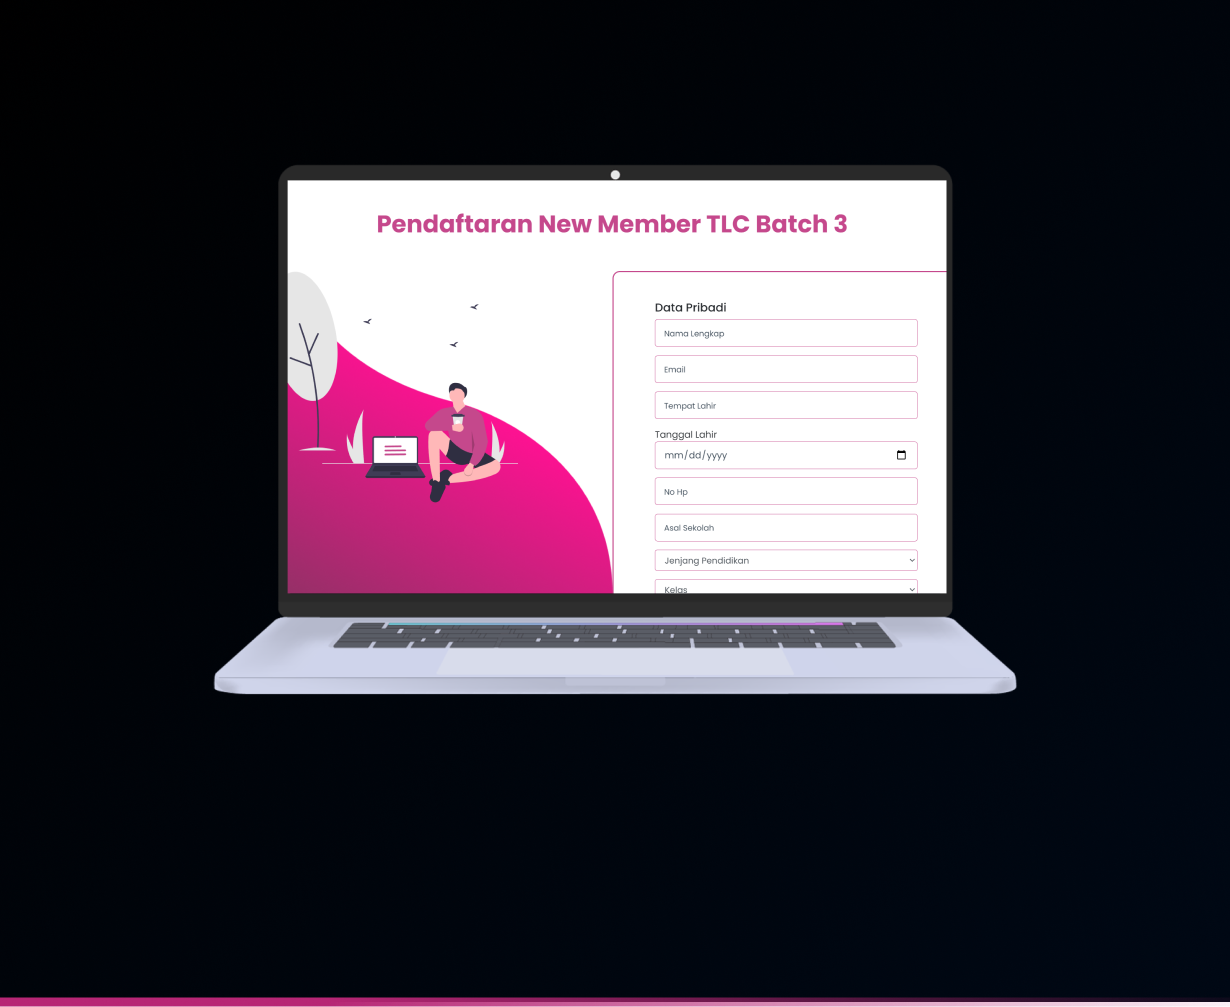 Pendaftaran New Member TLC Batch 3
Data Pribadi
Nama Lengkap
Email
Tempat Lahir
Tanggal Lahir
mm/dd/yyyy
No Hp
Asal Sekolah
Jenjang Pendidikan
Kelas